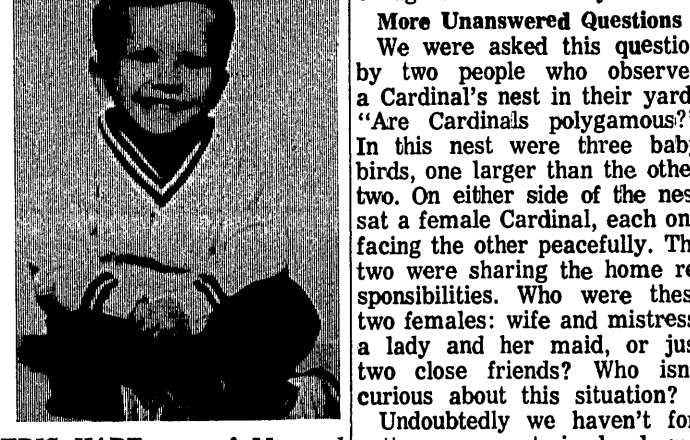 More Unanswered Questions
We were asked this questio
by two people who observe
a Cardinal's nest in their yard
"Are Cardinals polygamous?"
In this nest were three bab
birds, one larger than the othe
two. On either side of the nes
sat a female Cardinal, each on
facing the other peacefully. Th
two were sharing the home re
sponsibilities. Who were thes
two females: wife and mistress
a lady and her maid, or jus
two close friends? Who isn
curious about this situation?
Undoubtedly we haven't for